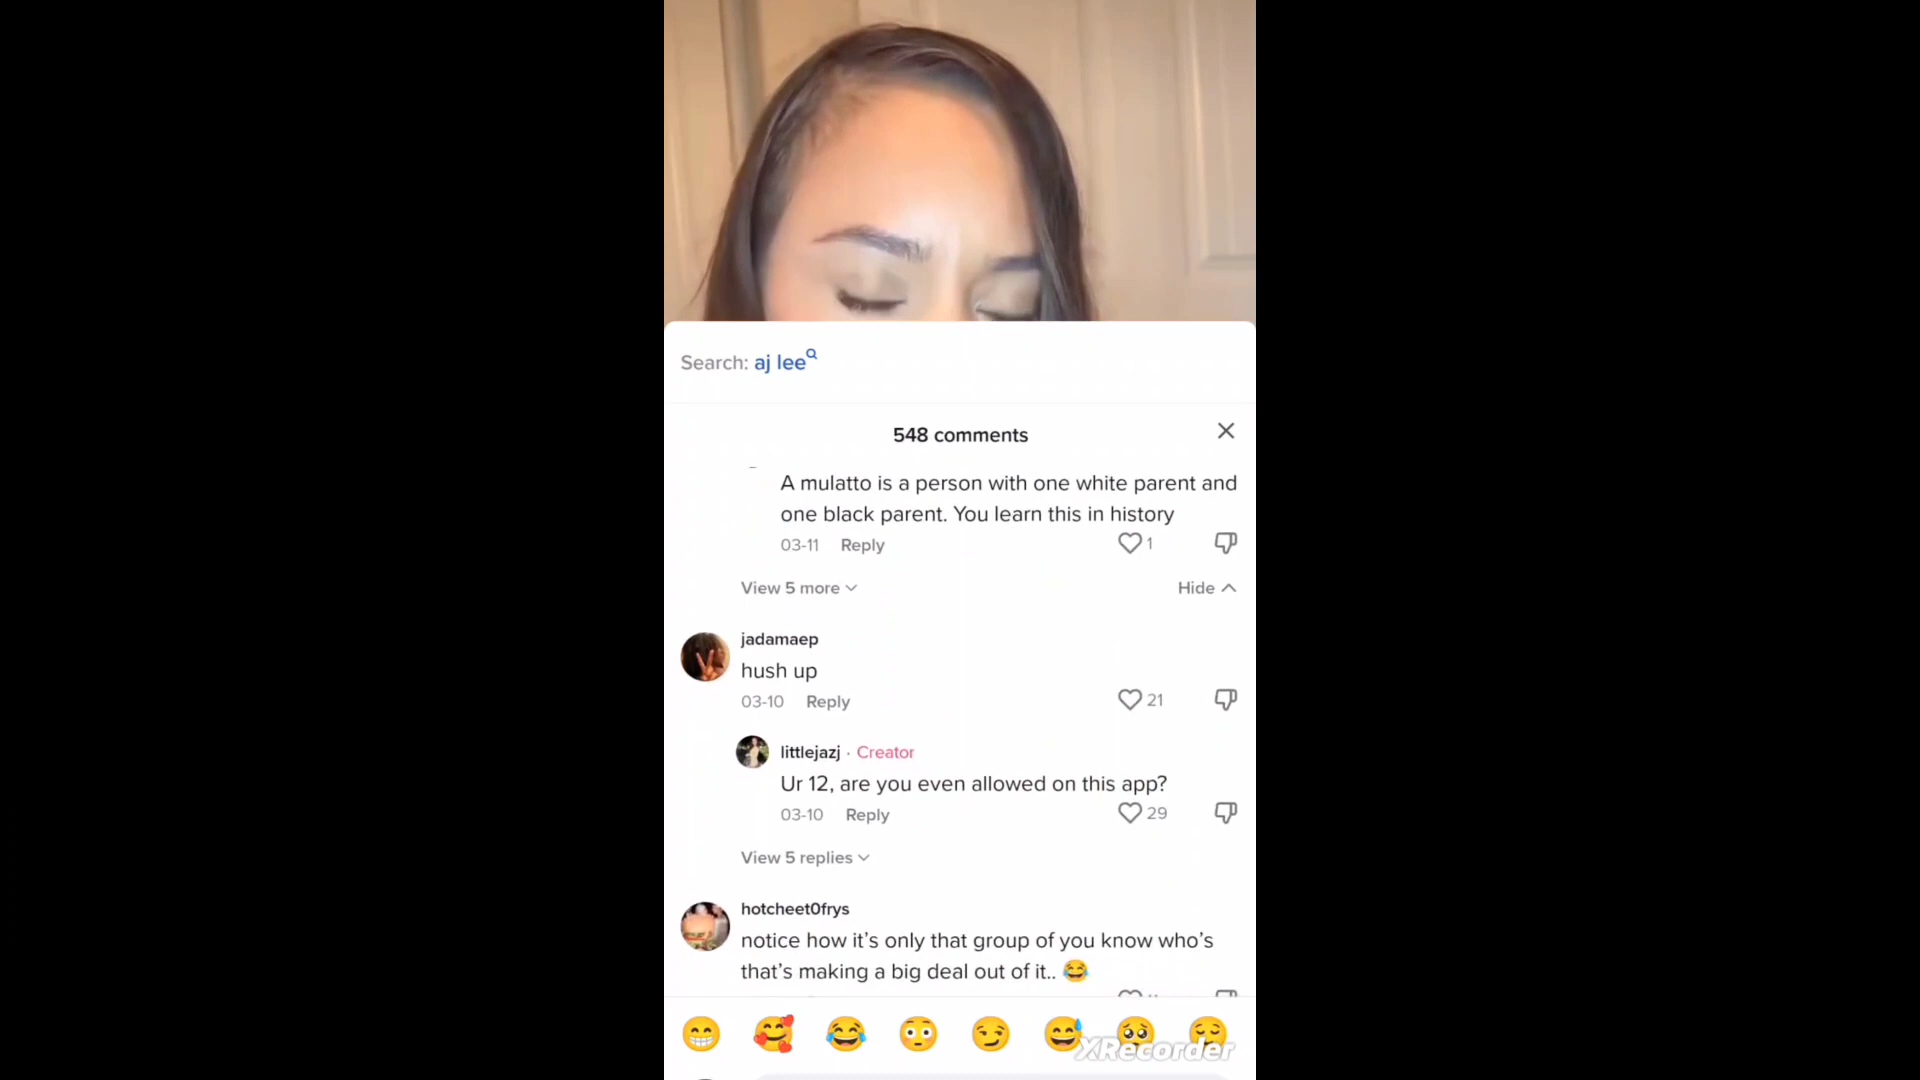 Search: aj lee
548 comments
A mulatto is a person with one white parent and
one black parent. You learn this in history
03-11 Reply 1
View 5 more Hide
jadamaep
hush up
03-10 Reply 21
littlejazj · Creator
Ur 12, are you even allowed on this app?
03-10 Reply 29
View 5 replies
hotcheet0frys
notice how it's only that group of you know who's
that's making a big deal out of it.. 😂
XRecorder